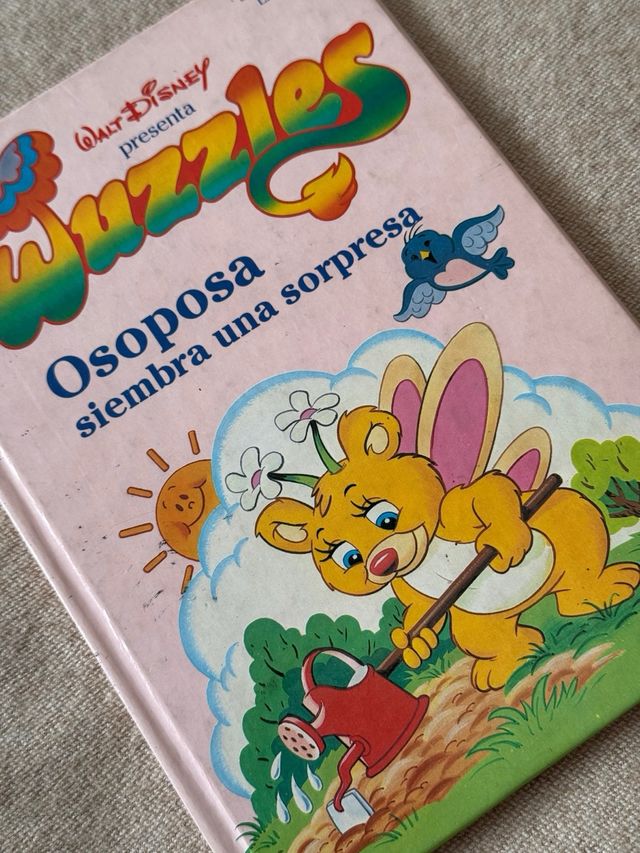 WALT DISNEY
presenta
Wuzzles
Osoposa
siembra una sorpresa